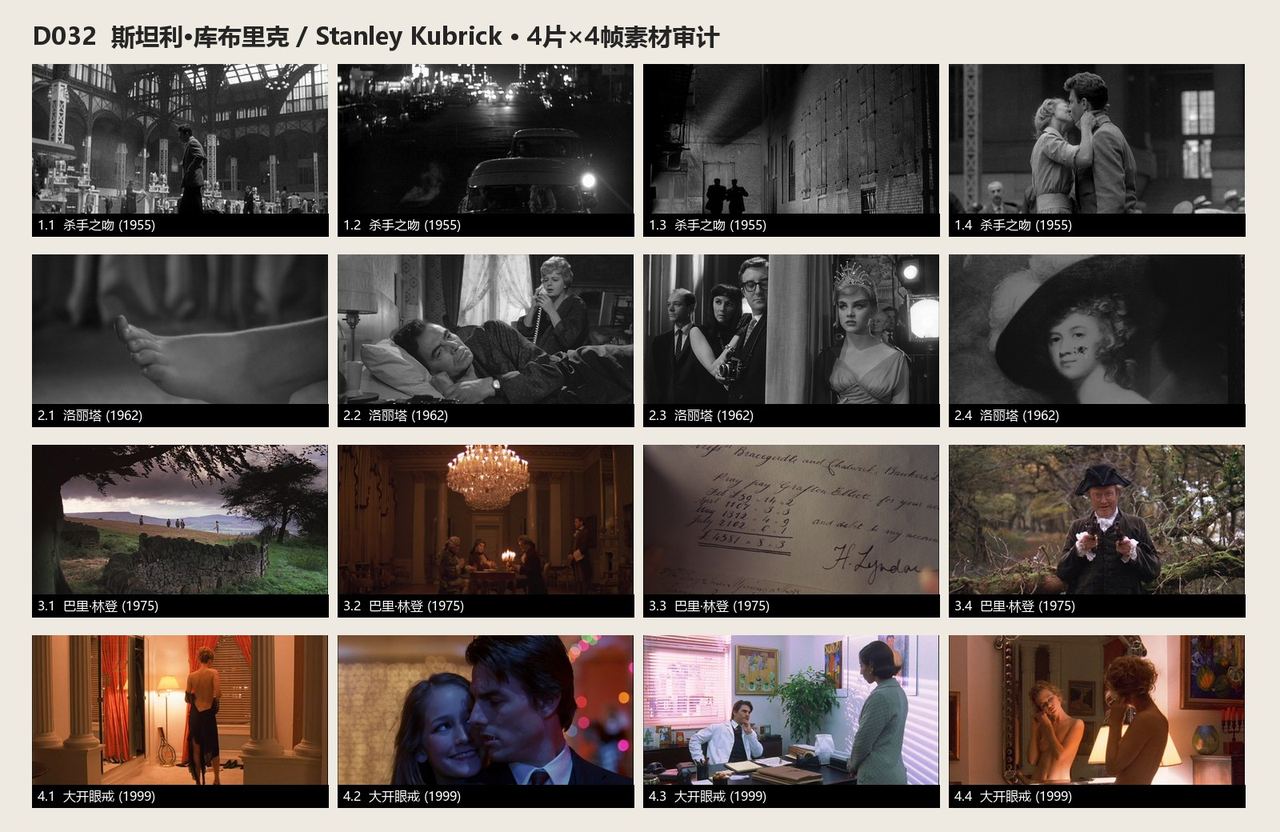 D032 斯坦利•库布里克 / Stanley Kubrick • 4片×4帧素材审计
1.1 杀手之吻 (1955)
1.2 杀手之吻 (1955)
1.3 杀手之吻 (1955)
1.4 杀手之吻 (1955)
2.1 洛丽塔 (1962)
2.2 洛丽塔 (1962)
2.3 洛丽塔 (1962)
2.4 洛丽塔 (1962)
Bracegirdle and Chatwick, Bankers
Pray pay Grafton Elliot, for your
and debt to my account
H. Lyndon
3.1 巴里·林登 (1975)
3.2 巴里·林登 (1975)
3.3 巴里·林登 (1975)
3.4 巴里·林登 (1975)
4.1 大开眼戒 (1999)
4.2 大开眼戒 (1999)
4.3 大开眼戒 (1999)
4.4 大开眼戒 (1999)